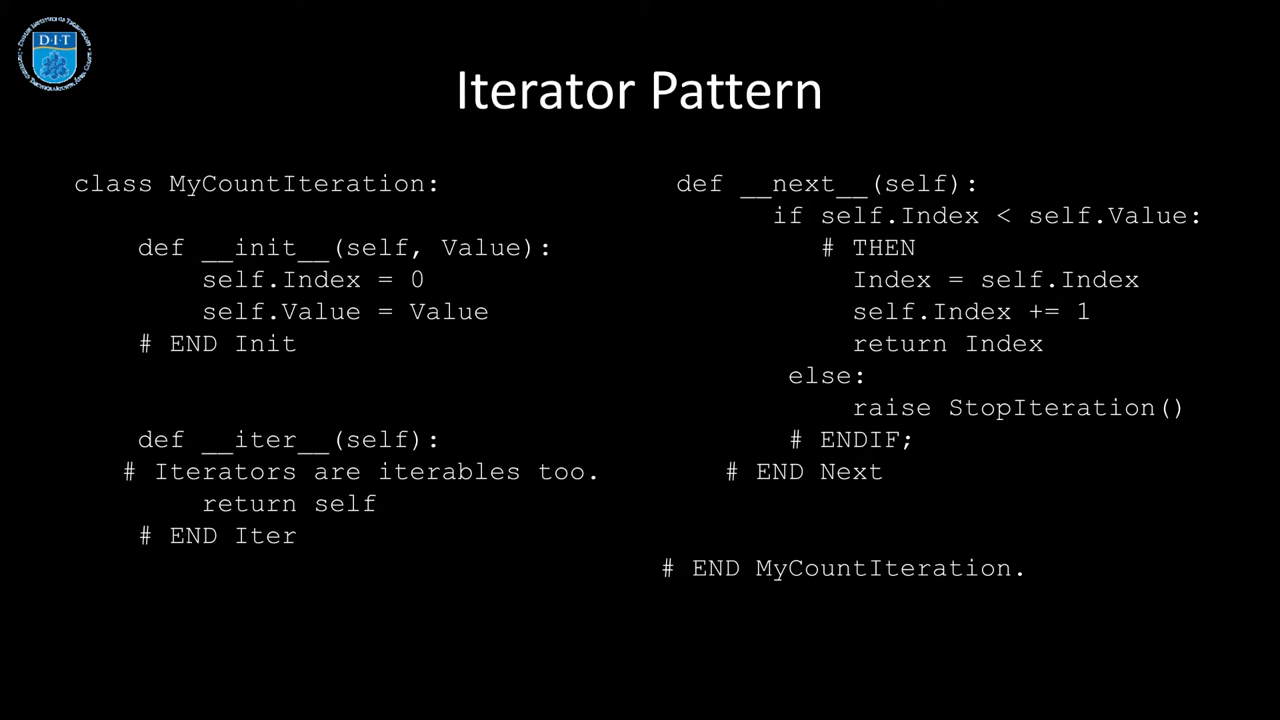 D·I·T
Iterator Pattern
class MyCountIteration:
def __init__(self, Value):
self.Index = 0
self.Value = Value
# END Init
def __iter__(self):
# Iterators are iterables too.
return self
# END Iter
def __next__(self):
if self.Index < self.Value:
# THEN
Index = self.Index
self.Index += 1
return Index
else:
raise StopIteration()
# ENDIF;
# END Next
# END MyCountIteration.